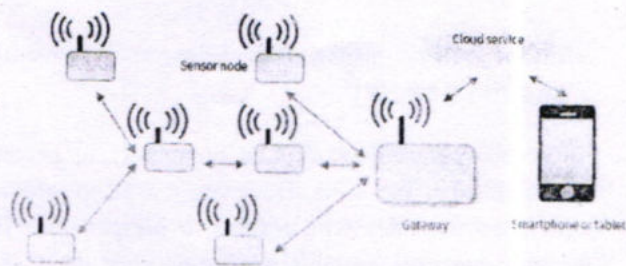 Cloud service
Sensor node
Gateway
Smartphone or tablet